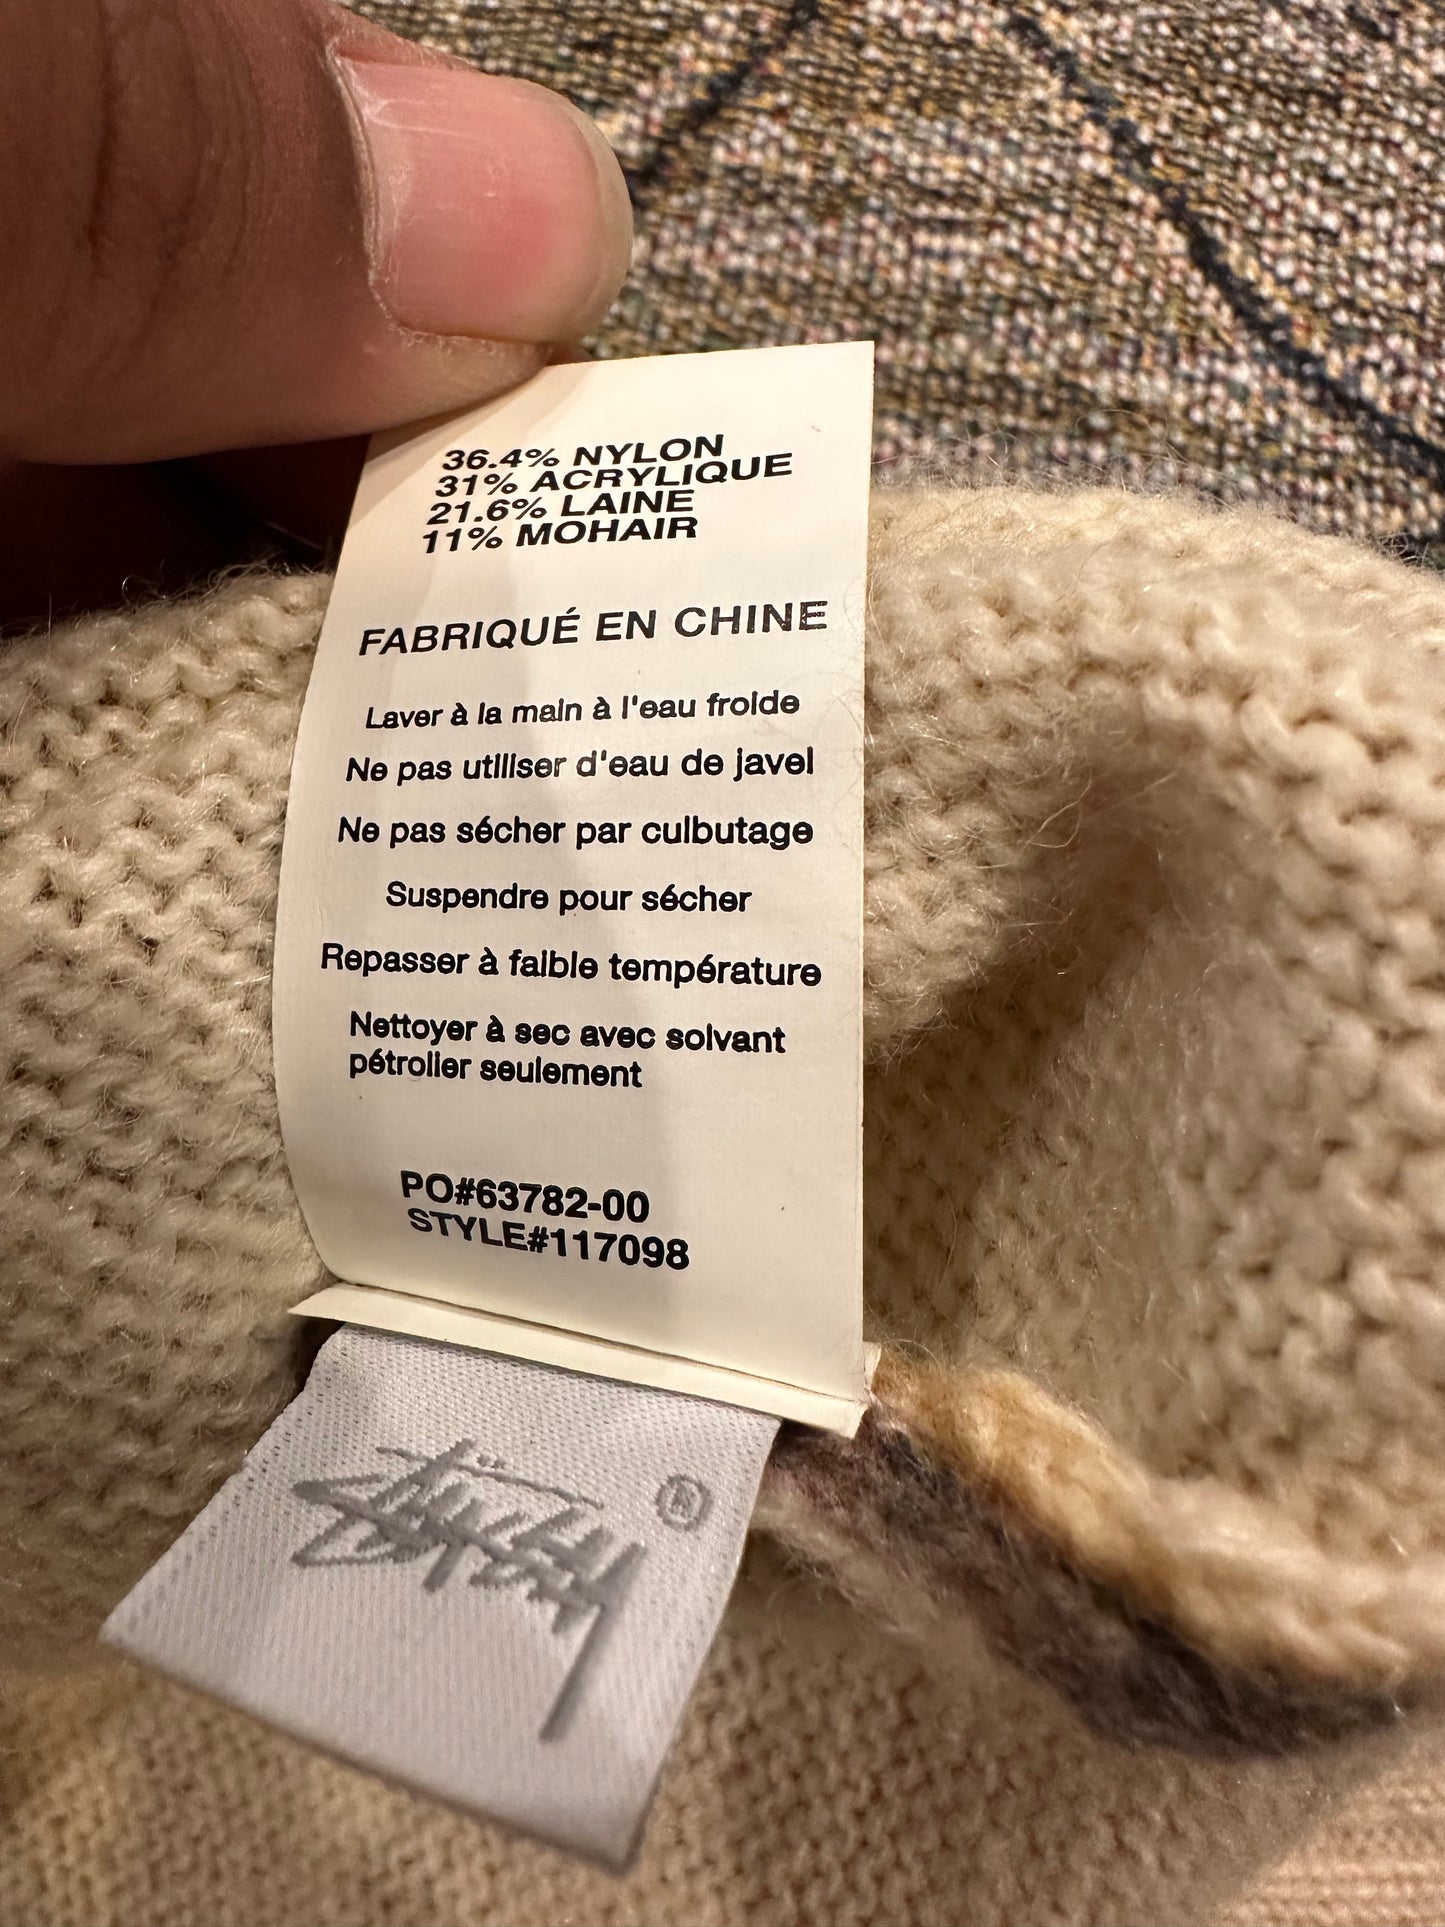 36.4% NYLON
31% ACRYLIQUE
21.6% LAINE
11% MOHAIR
FABRIQUÉ EN CHINE
Laver à la main à l'eau froide
Ne pas utiliser d'eau de javel
Ne pas sécher par culbutage
Suspendre pour sécher
Repasser à faible température
Nettoyer à sec avec solvant
pétrolier seulement
PO#63782-00
STYLE#117098
Stüssy ®